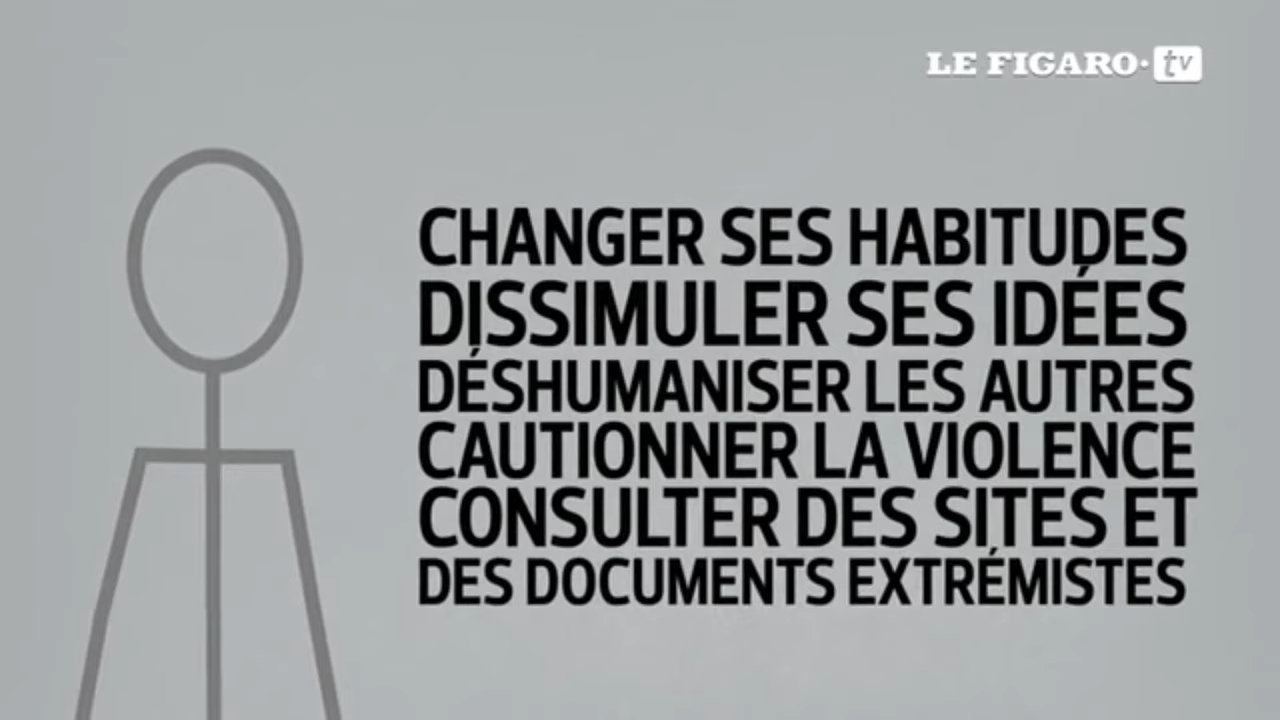 LE FIGARO· tv
CHANGER SES HABITUDES
DISSIMULER SES IDÉES
DÉSHUMANISER LES AUTRES
CAUTIONNER LA VIOLENCE
CONSULTER DES SITES ET
DES DOCUMENTS EXTRÉMISTES